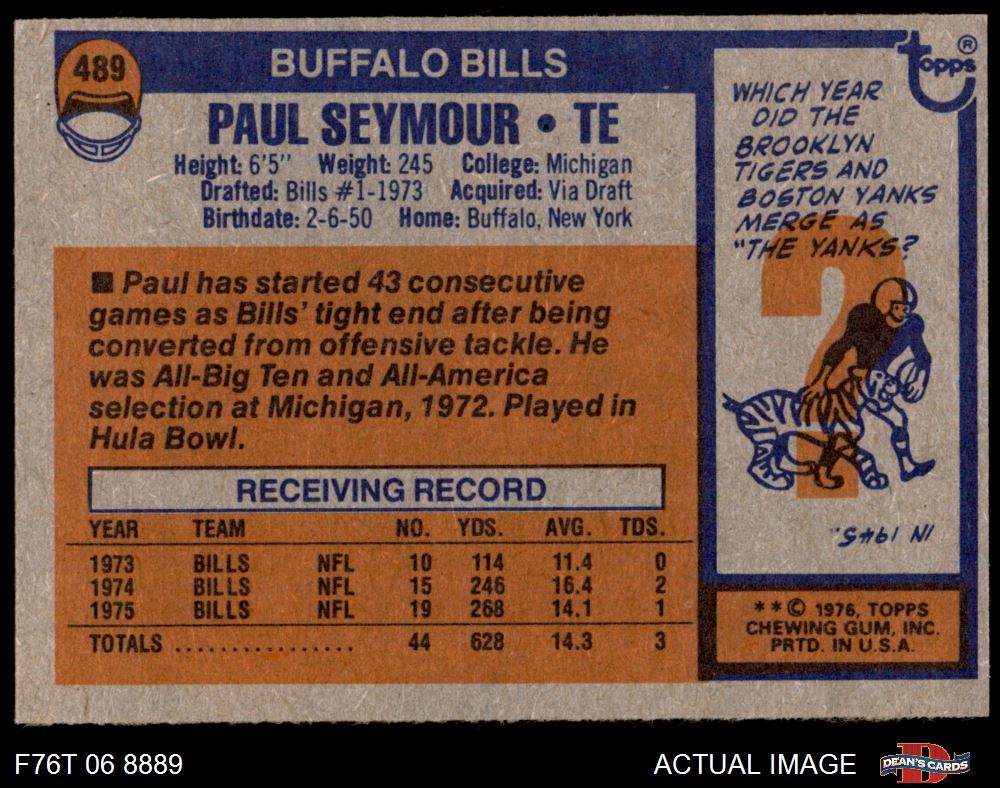 489
BUFFALO BILLS
PAUL SEYMOUR • TE
Height: 6'5" Weight: 245 College: Michigan
Drafted: Bills #1-1973 Acquired: Via Draft
Birthdate: 2-6-50 Home: Buffalo, New York
■ Paul has started 43 consecutive
games as Bills' tight end after being
converted from offensive tackle. He
was All-Big Ten and All-America
selection at Michigan, 1972. Played in
Hula Bowl.
RECEIVING RECORD
YEAR TEAM NO. YDS. AVG. TDS.
1973 BILLS NFL 10 114 11.4 0
1974 BILLS NFL 15 246 16.4 2
1975 BILLS NFL 19 268 14.1 1
TOTALS ................ 44 628 14.3 3
topps ®
WHICH YEAR
DID THE
BROOKLYN
TIGERS AND
BOSTON YANKS
MERGE AS
"THE YANKS?
?
IN 1945.
**© 1976, TOPPS
CHEWING GUM, INC.
PRTD. IN U.S.A.
F76T 06 8889
ACTUAL IMAGE
D
DEAN'S CARDS